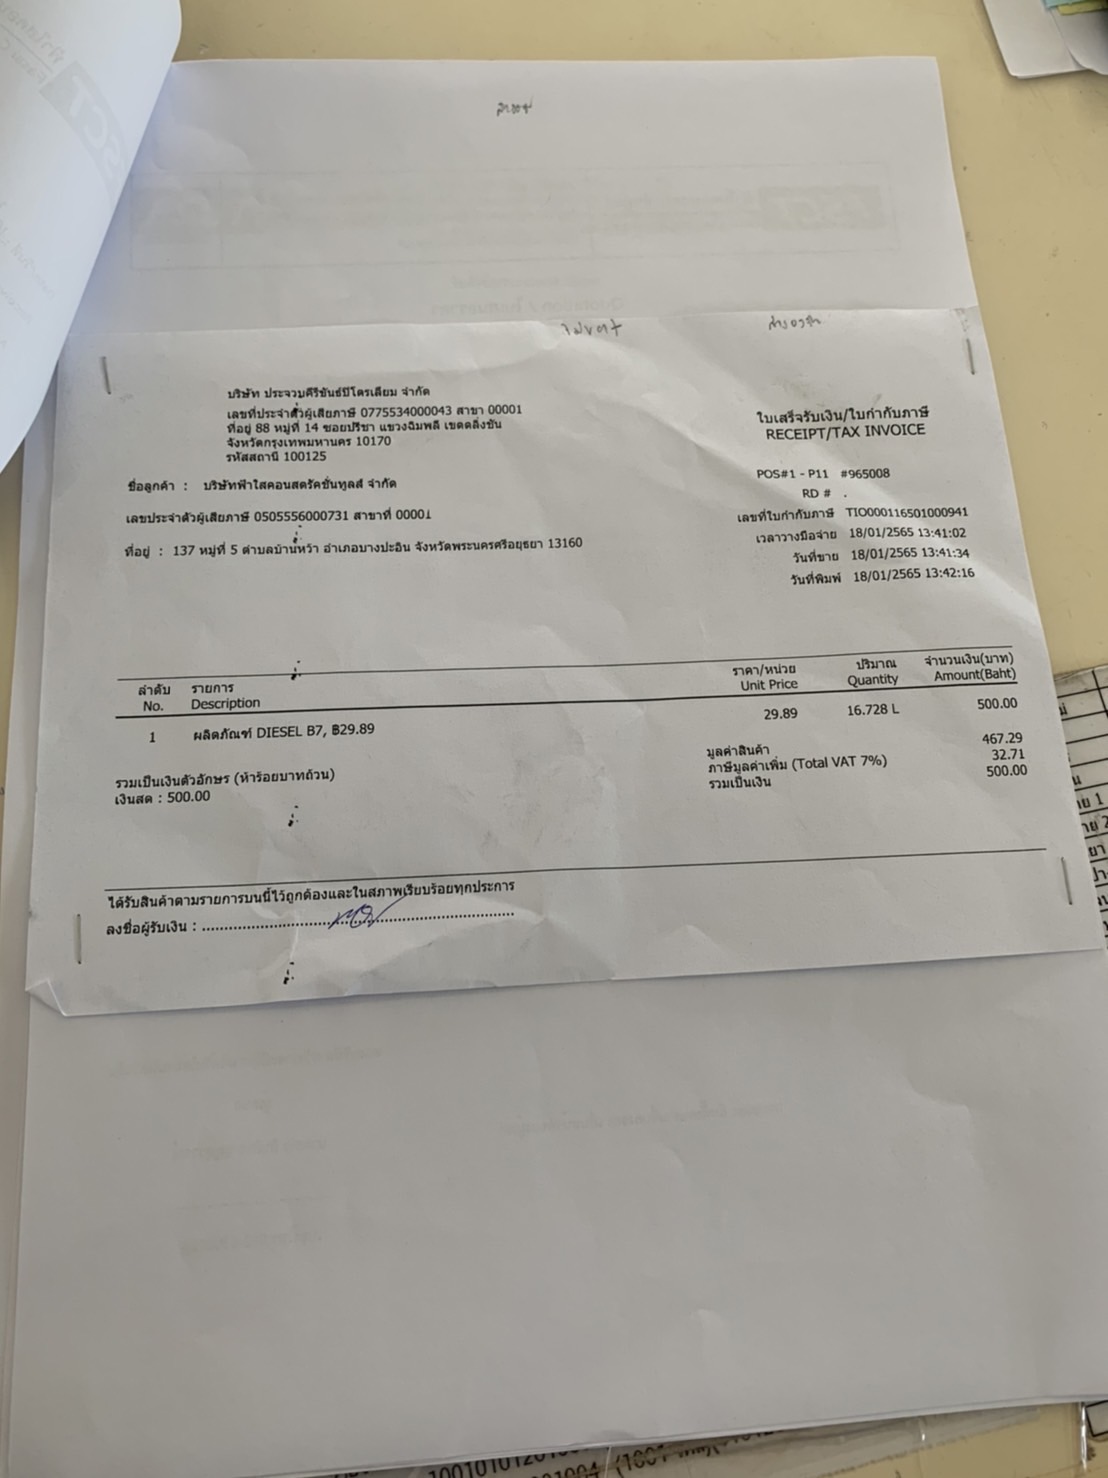 บริษัท ประจวบคีรีขันธ์ปิโตรเลียม จำกัด
เลขที่ประจำตัวผู้เสียภาษี 0775534000043 สาขา 00001
ที่อยู่ 88 หมู่ที่ 14 ซอยปรีชา แขวงฉิมพลี เขตตลิ่งชัน
จังหวัดกรุงเทพมหานคร 10170
รหัสสถานี 100125
ใบเสร็จรับเงิน/ใบกำกับภาษี
RECEIPT/TAX INVOICE
POS#1 - P11 #965008
RD # .
เลขที่ใบกำกับภาษี TIO000116501000941
เวลาวางมือจ่าย 18/01/2565 13:41:02
วันที่ขาย 18/01/2565 13:41:34
วันที่พิมพ์ 18/01/2565 13:42:16
ชื่อลูกค้า : บริษัทฟ้าใสคอนสตรัคชั่นทูลส์ จำกัด
เลขประจำตัวผู้เสียภาษี 0505556000731 สาขาที่ 00001
ที่อยู่ : 137 หมู่ที่ 5 ตำบลบ้านหว้า อำเภอบางปะอิน จังหวัดพระนครศรีอยุธยา 13160
ลำดับ รายการ ราคา/หน่วย ปริมาณ จำนวนเงิน(บาท)
No. Description Unit Price Quantity Amount(Baht)
1 ผลิตภัณฑ์ DIESEL B7, ฿29.89 29.89 16.728 L 500.00
มูลค่าสินค้า 467.29
ภาษีมูลค่าเพิ่ม (Total VAT 7%) 32.71
รวมเป็นเงิน 500.00
รวมเป็นเงินตัวอักษร (ห้าร้อยบาทถ้วน)
เงินสด : 500.00
ได้รับสินค้าตามรายการบนนี้ไว้ถูกต้องและในสภาพเรียบร้อยทุกประการ
ลงชื่อผู้รับเงิน :